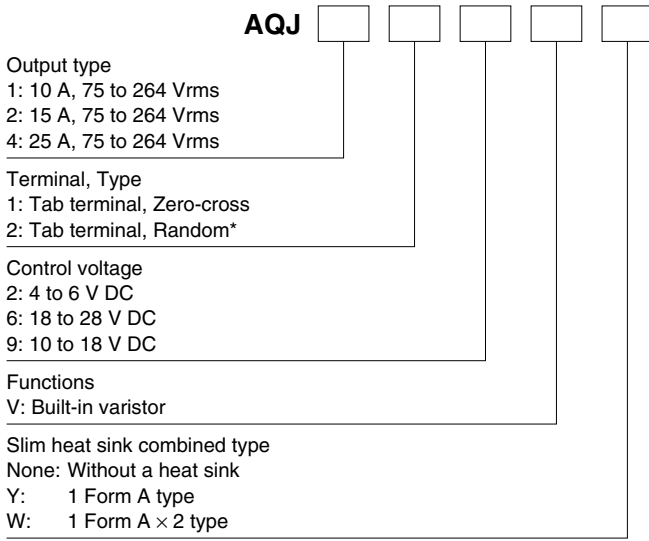 AQJ
Output type
1: 10 A, 75 to 264 Vrms
2: 15 A, 75 to 264 Vrms
4: 25 A, 75 to 264 Vrms
Terminal, Type
1: Tab terminal, Zero-cross
2: Tab terminal, Random*
Control voltage
2: 4 to 6 V DC
6: 18 to 28 V DC
9: 10 to 18 V DC
Functions
V: Built-in varistor
Slim heat sink combined type
None: Without a heat sink
Y: 1 Form A type
W: 1 Form A × 2 type